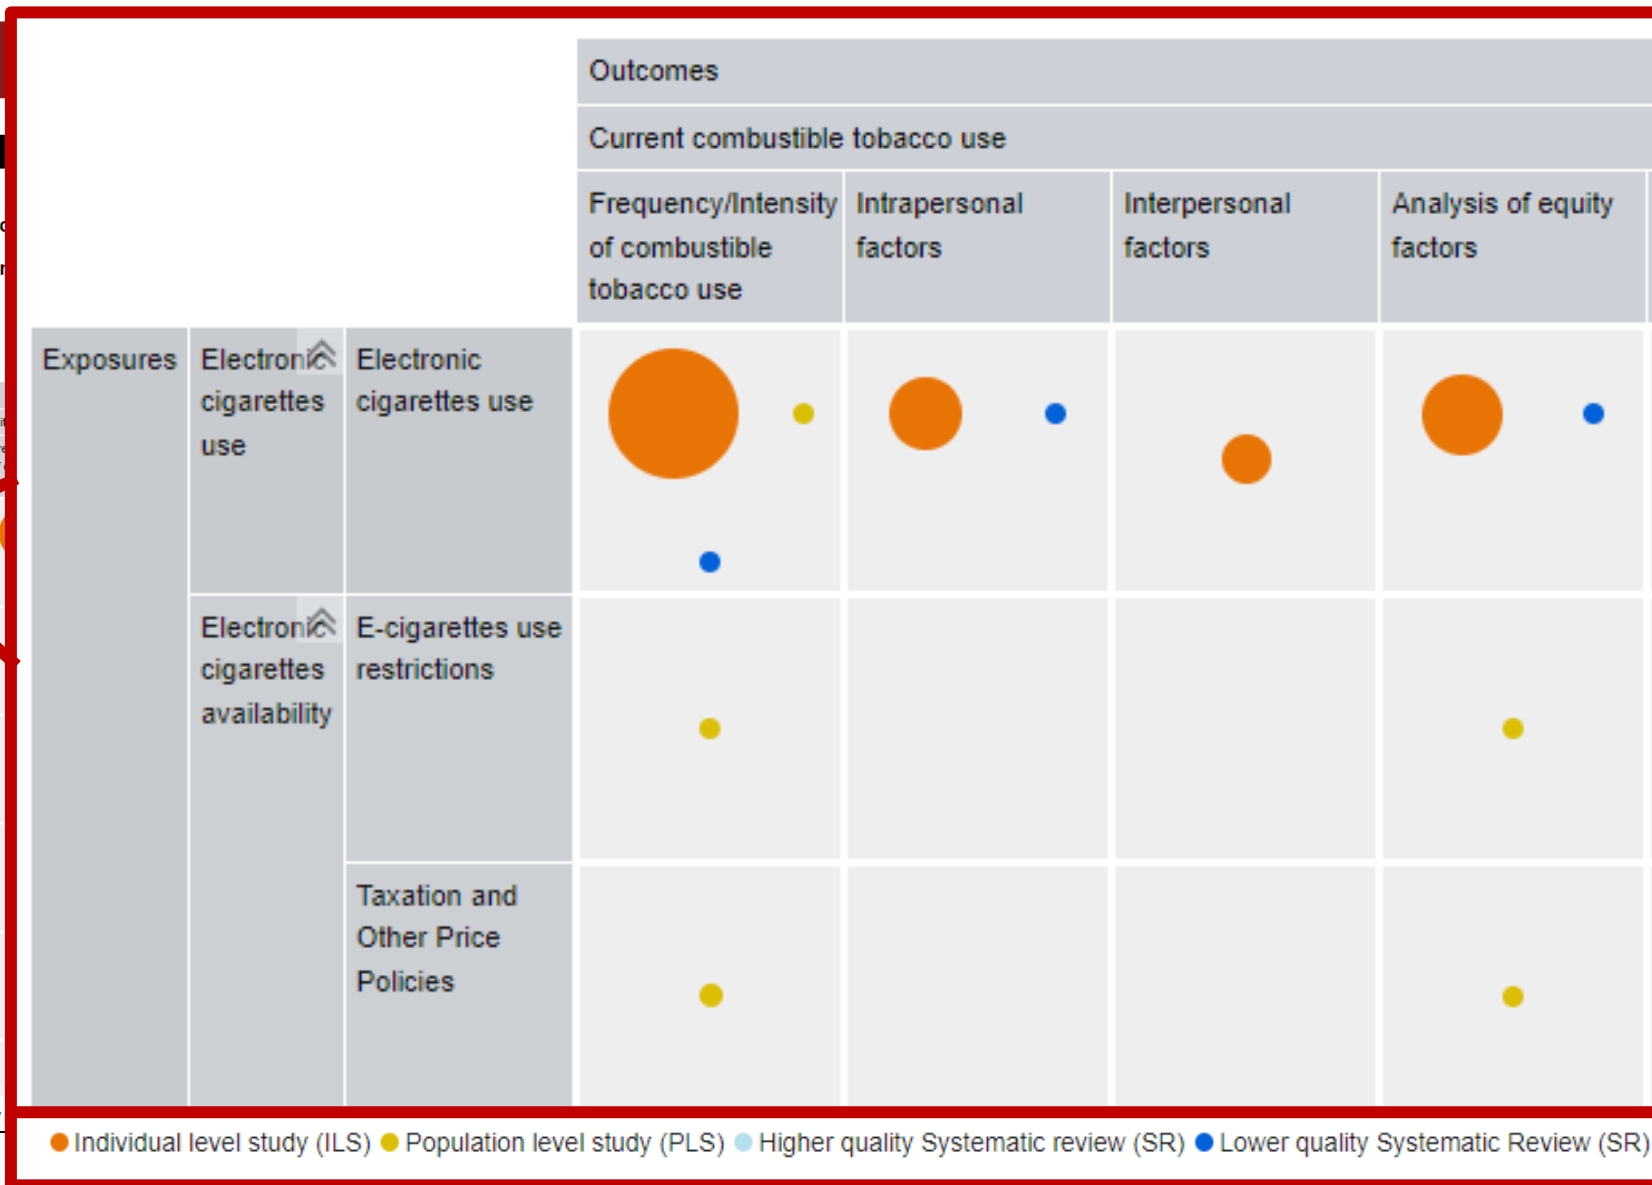 Outcomes
Current combustible tobacco use
Frequency/Intensity
of combustible
tobacco use
Intrapersonal
factors
Interpersonal
factors
Analysis of equity
factors
Exposures
Electronic
cigarettes
use
Electronic
cigarettes use
Electronic
cigarettes
availability
E-cigarettes use
restrictions
Taxation and
Other Price
Policies
Individual level study (ILS) Population level study (PLS) Higher quality Systematic review (SR) Lower quality Systematic Review (SR)